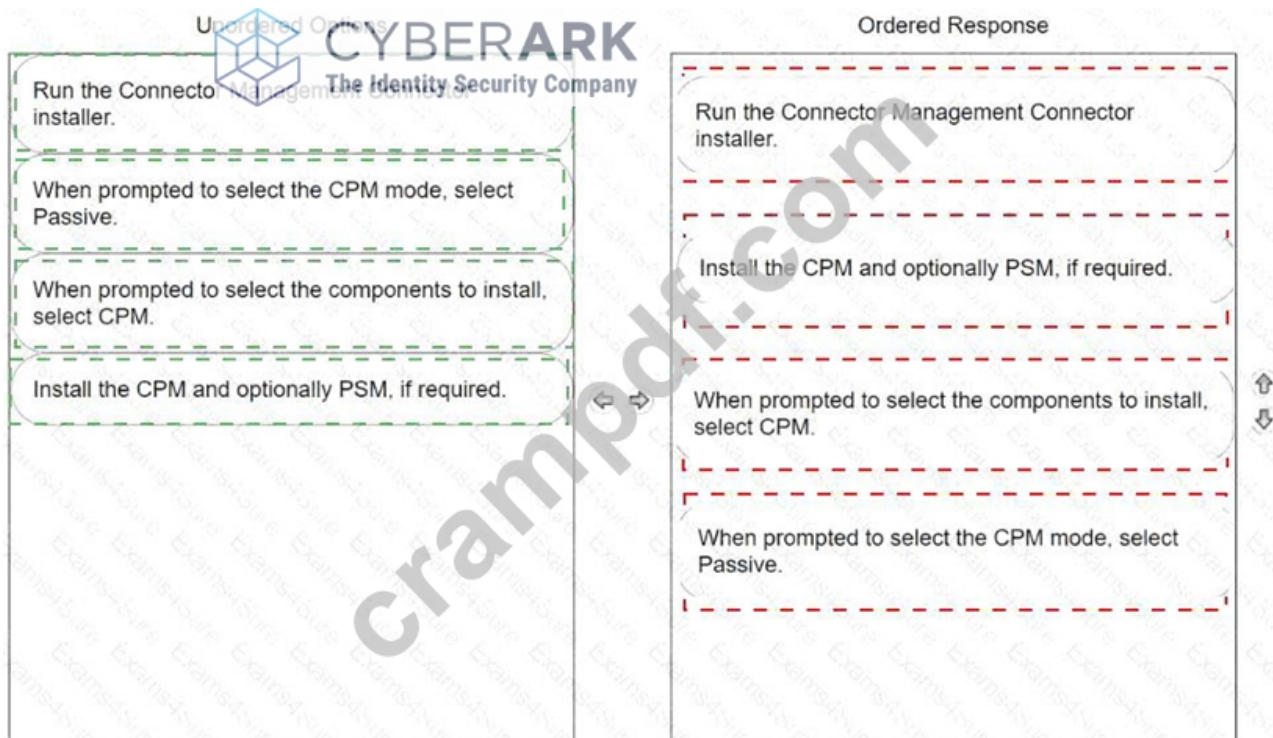 Unordered Options
CYBERARK
The Identity Security Company
Run the Connector Management Connector
installer.
When prompted to select the CPM mode, select
Passive.
When prompted to select the components to install,
select CPM.
Install the CPM and optionally PSM, if required.
Ordered Response
Run the Connector Management Connector
installer.
Install the CPM and optionally PSM, if required.
When prompted to select the components to install,
select CPM.
When prompted to select the CPM mode, select
Passive.
crampdf.com
Exams4Sure